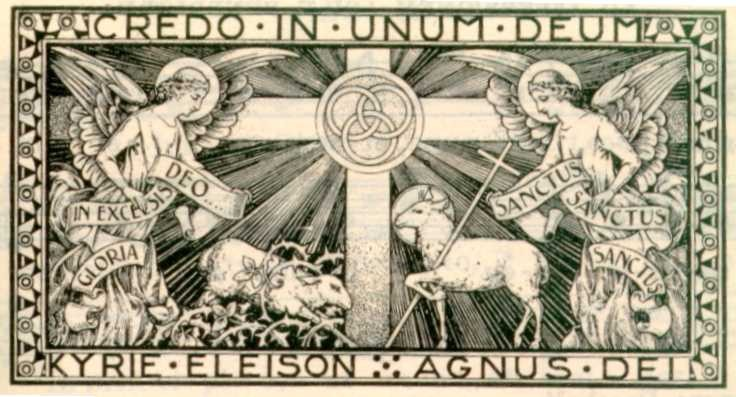 CREDO · IN · UNUM · DEUM
GLORIA
IN EXCELSIS
DEO...
SANCTUS
SANCTUS
SANCTUS
KYRIE · ELEISON · AGNUS · DEI